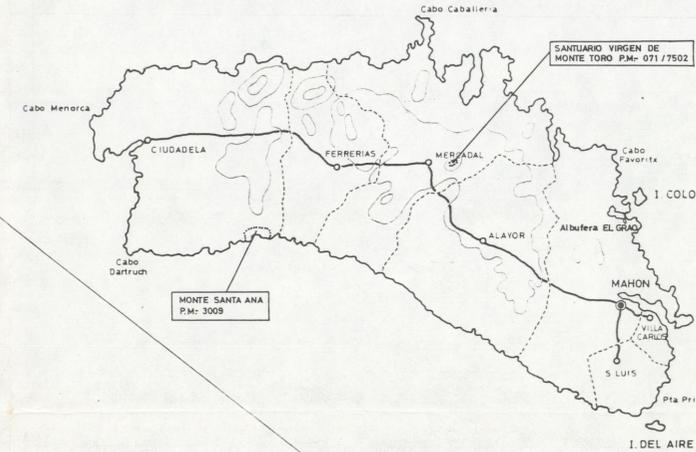 Cabo Caballeria
SANTUARIO VIRGEN DE
MONTE TORO P.M:- 071/7502
Cabo Menorca
CIUDADELA
FERRERIAS
MERCADAL
Cabo
Favoritx
I. COLO
ALAYOR
Albufera EL GRAO
Cabo
Dartruch
MONTE SANTA ANA
P.M:- 3009
MAHON
VILLA
CARLOS
S. LUIS
Pta Pri
I. DEL AIRE